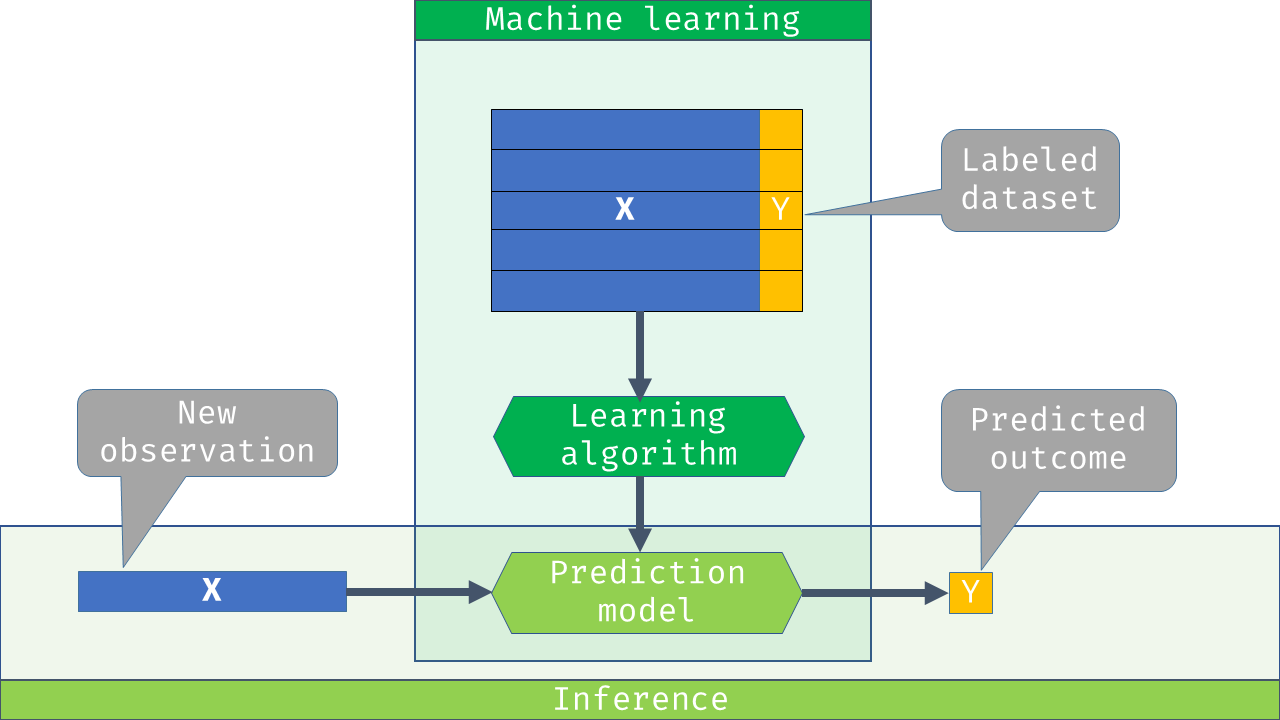 Machine learning
X
Y
Labeled
dataset
Learning
algorithm
New
observation
Predicted
outcome
X
Prediction
model
Y
Inference